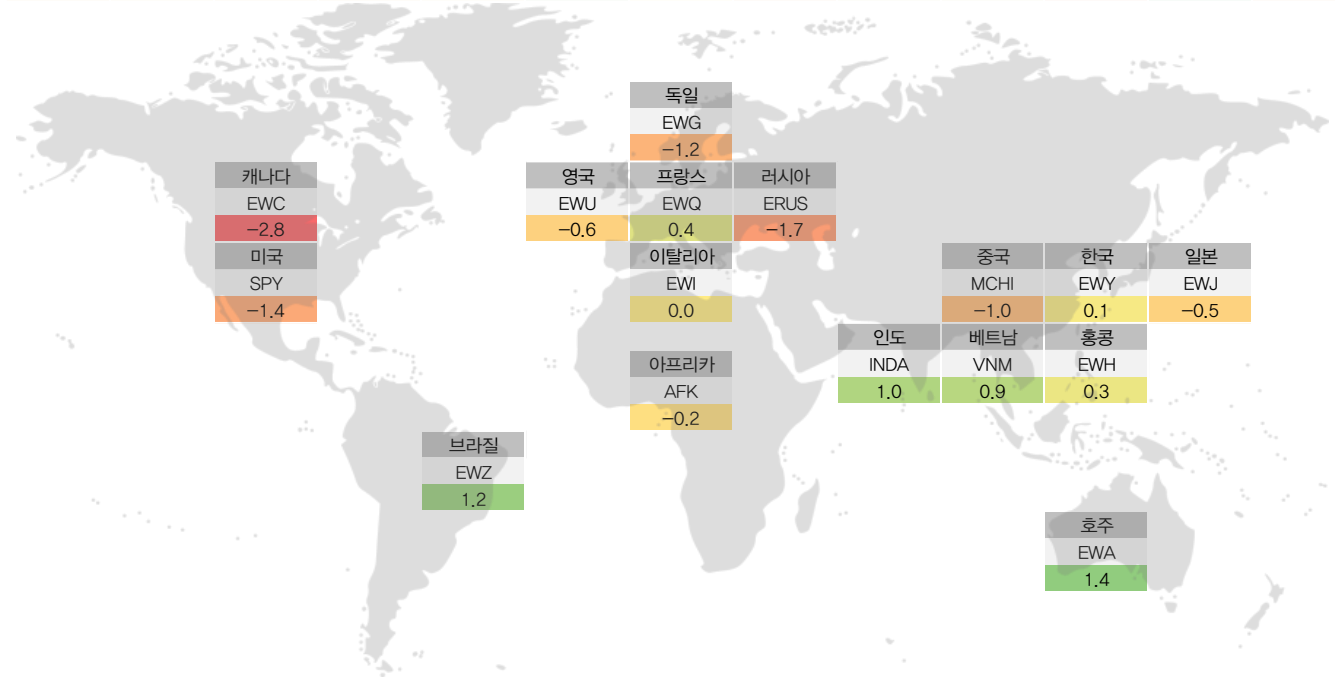 독일
EWG
-1.2
캐나다
EWC
-2.8
영국
EWU
-0.6
프랑스
EWQ
0.4
러시아
ERUS
-1.7
미국
SPY
-1.4
이탈리아
EWI
0.0
중국
MCHI
-1.0
한국
EWY
0.1
일본
EWJ
-0.5
인도
INDA
1.0
베트남
VNM
0.9
홍콩
EWH
0.3
아프리카
AFK
-0.2
브라질
EWZ
1.2
호주
EWA
1.4